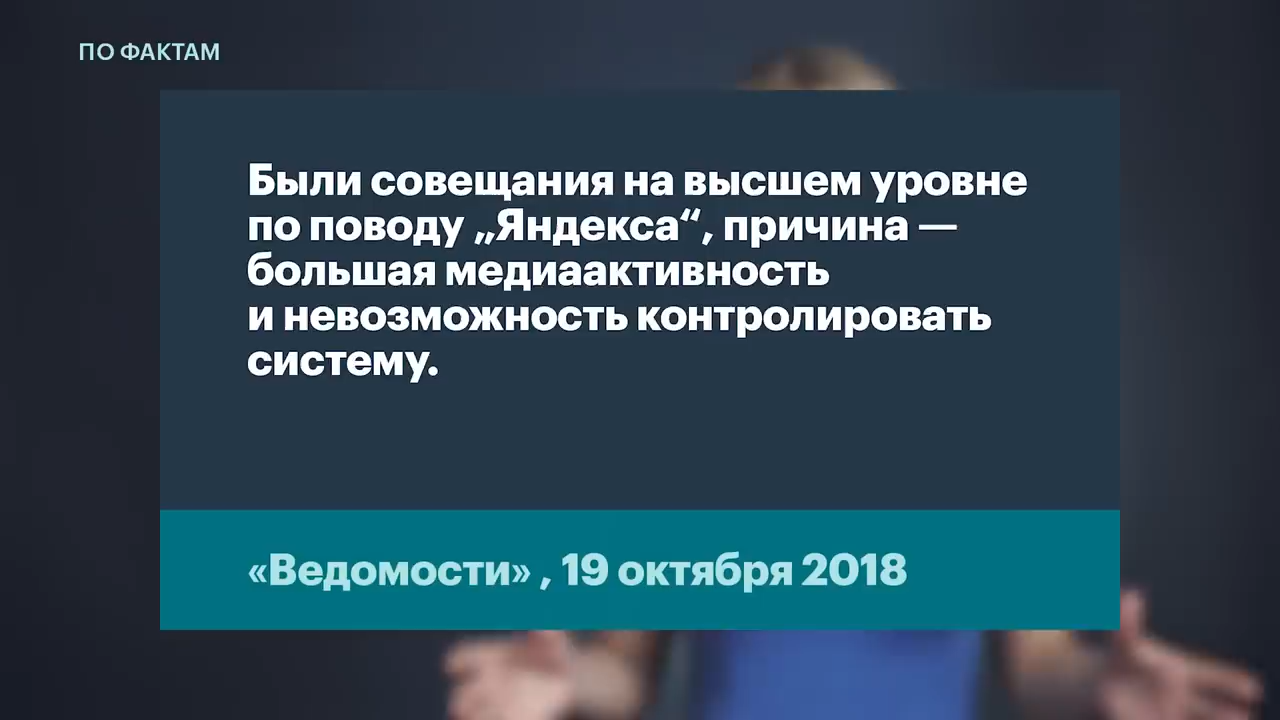 ПО ФАКТАМ
Были совещания на высшем уровне
по поводу „Яндекса“, причина —
большая медиаактивность
и невозможность контролировать
систему.
«Ведомости» , 19 октября 2018